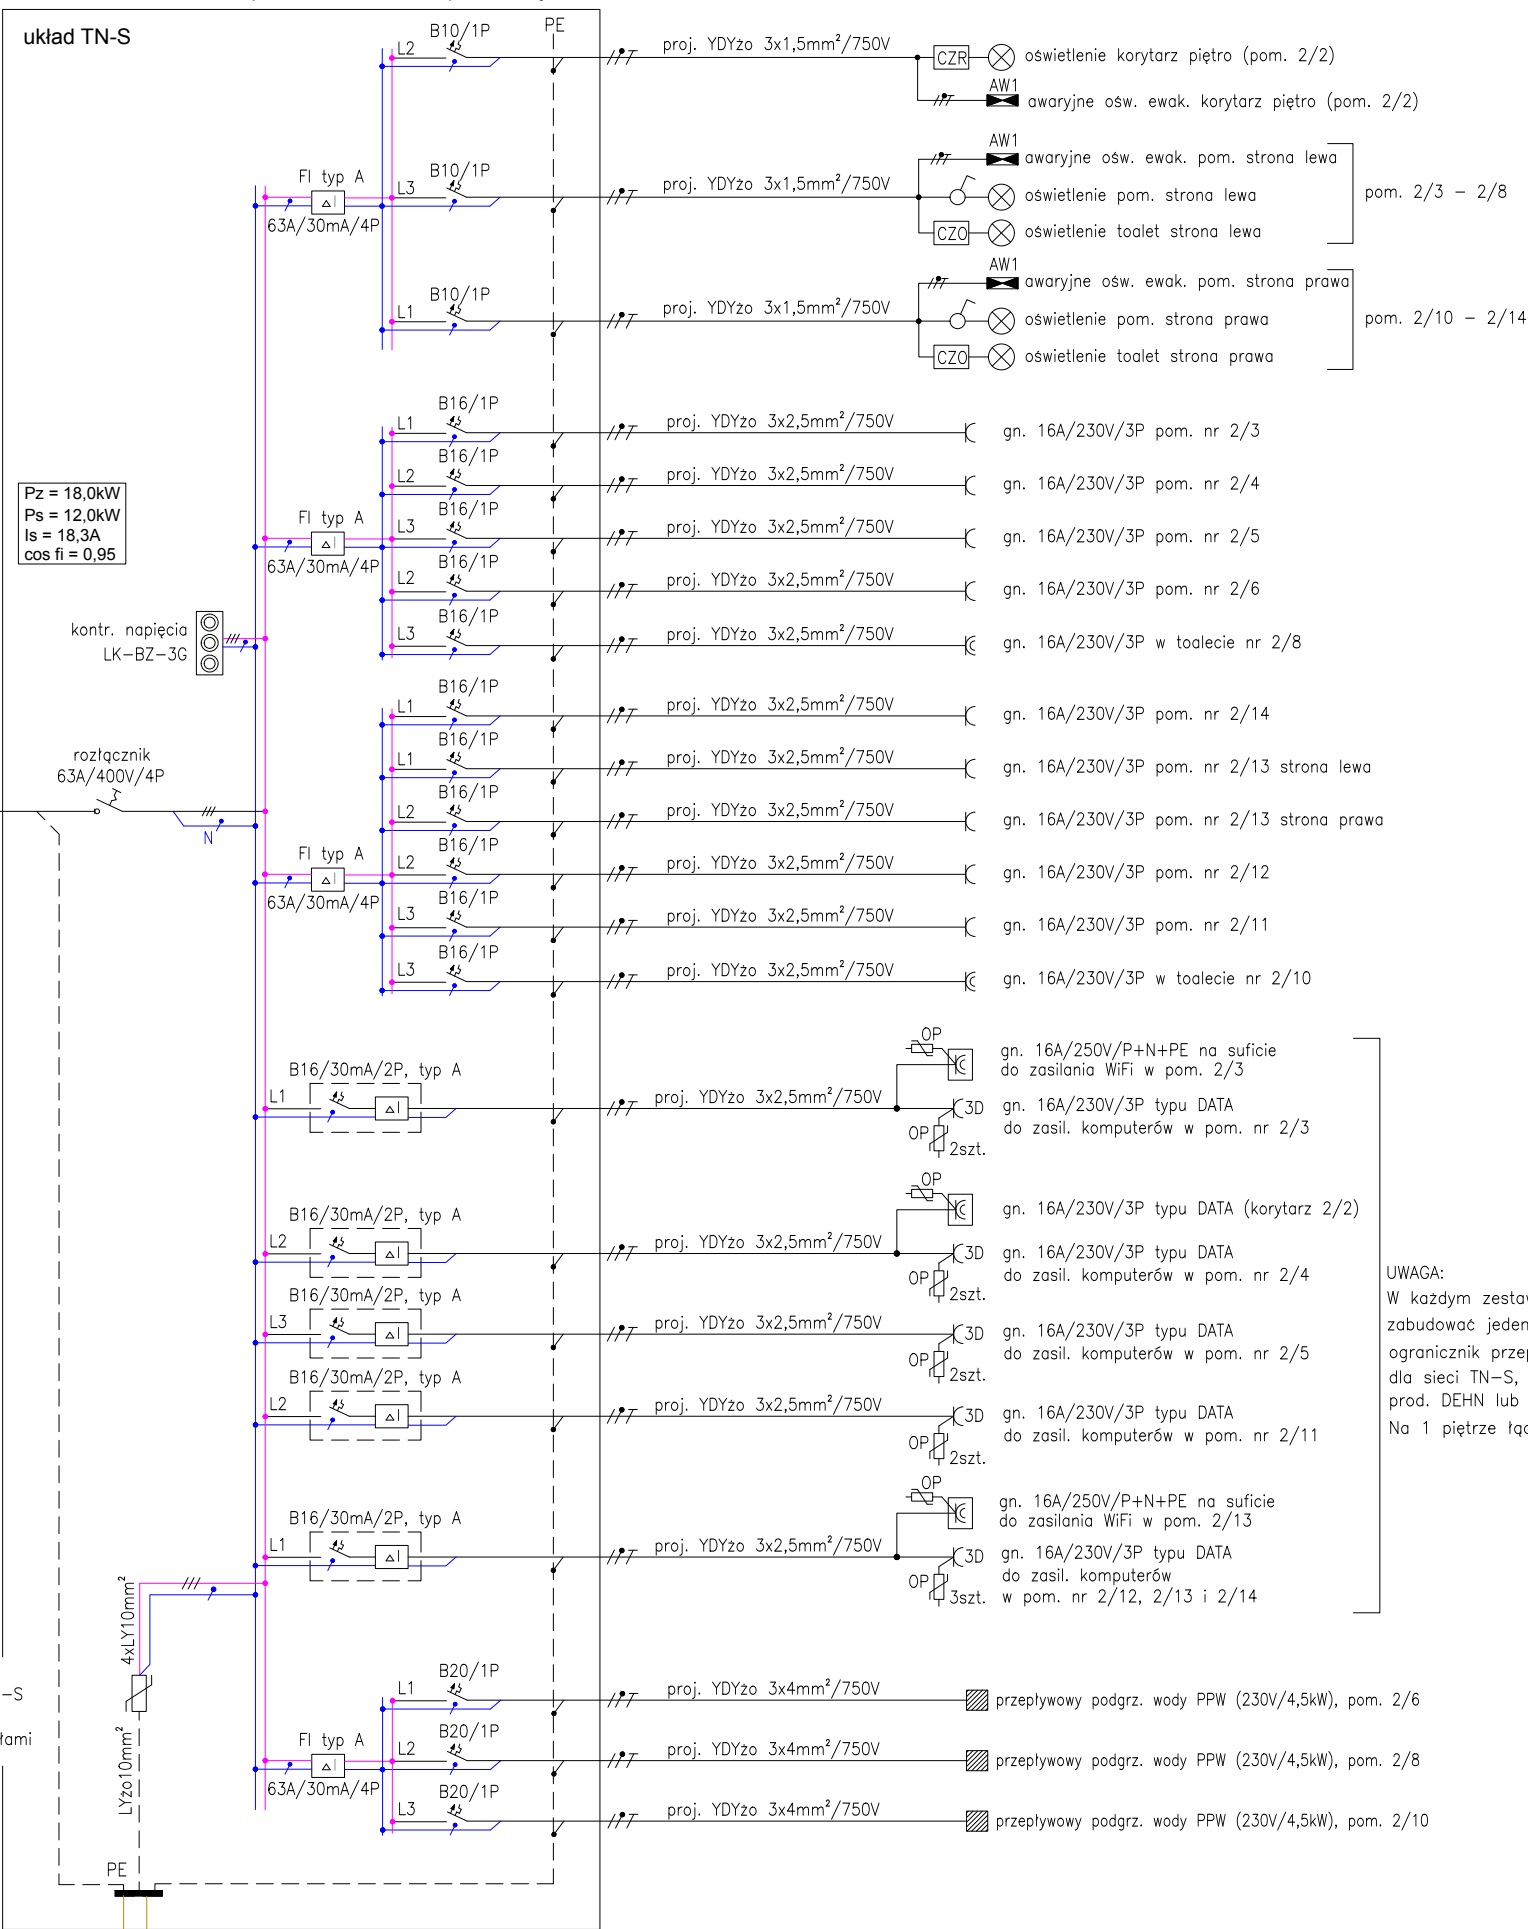 układ TN-S
PE
L2
B10/1P
proj. YDYżo 3x1,5mm²/750V
CZR
oświetlenie korytarz piętro (pom. 2/2)
AW1
awaryjne ośw. ewak. korytarz piętro (pom. 2/2)
FI typ A
63A/30mA/4P
L3
B10/1P
proj. YDYżo 3x1,5mm²/750V
AW1
awaryjne ośw. ewak. pom. strona lewa
oświetlenie pom. strona lewa
CZO
oświetlenie toalet strona lewa
pom. 2/3 – 2/8
L1
B10/1P
proj. YDYżo 3x1,5mm²/750V
AW1
awaryjne ośw. ewak. pom. strona prawa
oświetlenie pom. strona prawa
CZO
oświetlenie toalet strona prawa
pom. 2/10 – 2/14
Pz = 18,0kW
Ps = 12,0kW
Is = 18,3A
cos fi = 0,95
L1
B16/1P
proj. YDYżo 3x2,5mm²/750V
gn. 16A/230V/3P pom. nr 2/3
L2
B16/1P
proj. YDYżo 3x2,5mm²/750V
gn. 16A/230V/3P pom. nr 2/4
FI typ A
63A/30mA/4P
L3
B16/1P
proj. YDYżo 3x2,5mm²/750V
gn. 16A/230V/3P pom. nr 2/5
L2
B16/1P
proj. YDYżo 3x2,5mm²/750V
gn. 16A/230V/3P pom. nr 2/6
L3
B16/1P
proj. YDYżo 3x2,5mm²/750V
gn. 16A/230V/3P w toalecie nr 2/8
kontr. napięcia
LK–BZ–3G
L1
B16/1P
proj. YDYżo 3x2,5mm²/750V
gn. 16A/230V/3P pom. nr 2/14
L1
B16/1P
proj. YDYżo 3x2,5mm²/750V
gn. 16A/230V/3P pom. nr 2/13 strona lewa
rozłącznik
63A/400V/4P
N
L2
B16/1P
proj. YDYżo 3x2,5mm²/750V
gn. 16A/230V/3P pom. nr 2/13 strona prawa
FI typ A
63A/30mA/4P
L2
B16/1P
proj. YDYżo 3x2,5mm²/750V
gn. 16A/230V/3P pom. nr 2/12
L3
B16/1P
proj. YDYżo 3x2,5mm²/750V
gn. 16A/230V/3P pom. nr 2/11
L3
B16/1P
proj. YDYżo 3x2,5mm²/750V
gn. 16A/230V/3P w toalecie nr 2/10
B16/30mA/2P, typ A
L1
proj. YDYżo 3x2,5mm²/750V
OP
gn. 16A/250V/P+N+PE na suficie
do zasilania WiFi w pom. 2/3
3D
gn. 16A/230V/3P typu DATA
do zasil. komputerów w pom. nr 2/3
OP
2szt.
B16/30mA/2P, typ A
L2
proj. YDYżo 3x2,5mm²/750V
OP
gn. 16A/230V/3P typu DATA (korytarz 2/2)
3D
gn. 16A/230V/3P typu DATA
do zasil. komputerów w pom. nr 2/4
OP
2szt.
B16/30mA/2P, typ A
L3
proj. YDYżo 3x2,5mm²/750V
3D
gn. 16A/230V/3P typu DATA
do zasil. komputerów w pom. nr 2/5
OP
2szt.
B16/30mA/2P, typ A
L2
proj. YDYżo 3x2,5mm²/750V
3D
gn. 16A/230V/3P typu DATA
do zasil. komputerów w pom. nr 2/11
OP
2szt.
UWAGA:
W każdym zestaw
zabudować jeden
ogranicznik przep
dla sieci TN–S,
prod. DEHN lub
Na 1 piętrze łąc
B16/30mA/2P, typ A
L1
proj. YDYżo 3x2,5mm²/750V
OP
gn. 16A/250V/P+N+PE na suficie
do zasilania WiFi w pom. 2/13
3D
gn. 16A/230V/3P typu DATA
do zasil. komputerów
w pom. nr 2/12, 2/13 i 2/14
OP
3szt.
4xLY10mm²
LYżo10mm²
–S
tami
L1
B20/1P
proj. YDYżo 3x4mm²/750V
przepływowy podgrz. wody PPW (230V/4,5kW), pom. 2/6
FI typ A
63A/30mA/4P
L2
B20/1P
proj. YDYżo 3x4mm²/750V
przepływowy podgrz. wody PPW (230V/4,5kW), pom. 2/8
L3
B20/1P
proj. YDYżo 3x4mm²/750V
przepływowy podgrz. wody PPW (230V/4,5kW), pom. 2/10
PE